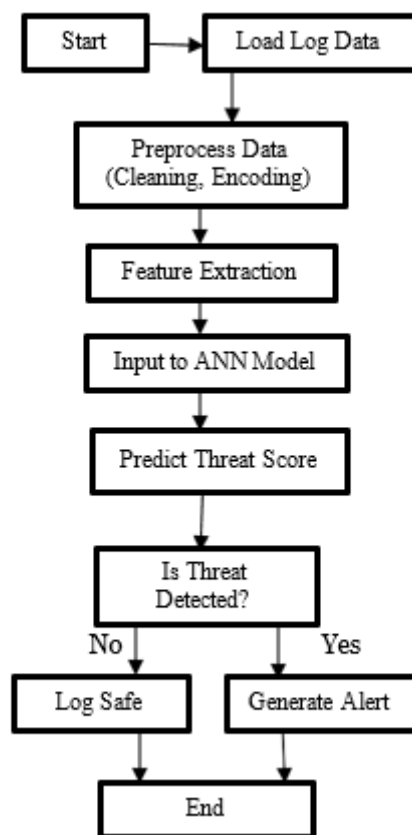 Start
Load Log Data
Preprocess Data
(Cleaning, Encoding)
Feature Extraction
Input to ANN Model
Predict Threat Score
Is Threat
Detected?
No
Yes
Log Safe
Generate Alert
End